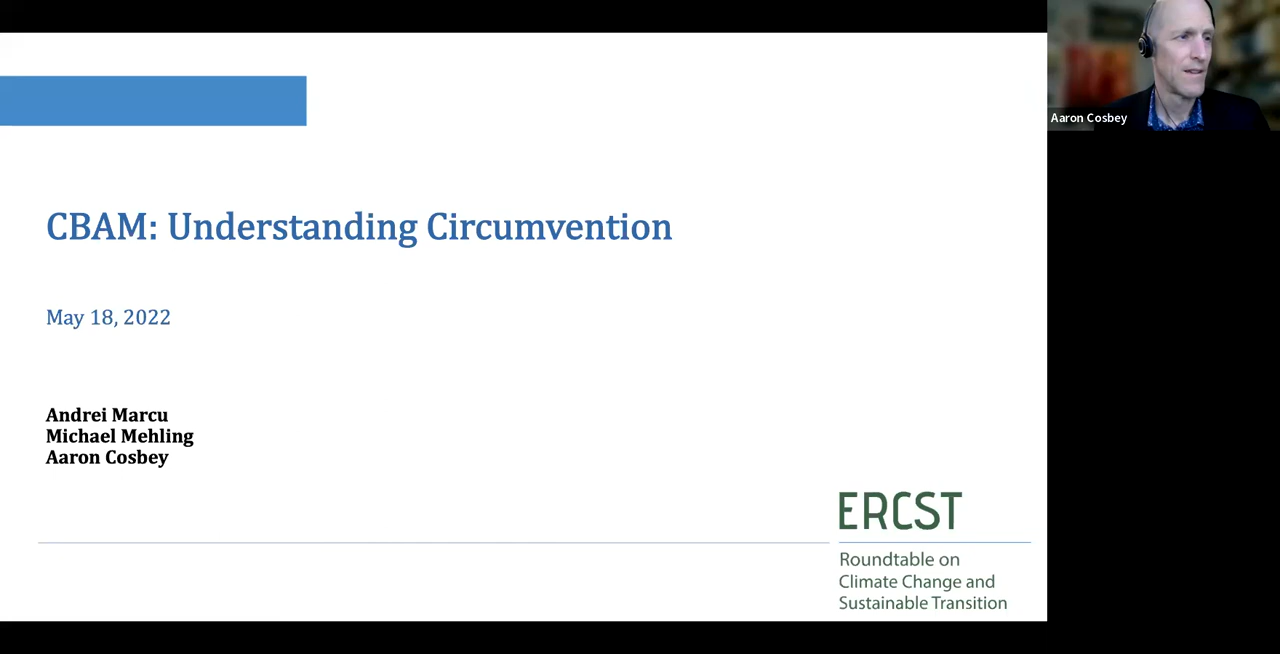 CBAM: Understanding Circumvention
May 18, 2022
Andrei Marcu
Michael Mehling
Aaron Cosbey
ERCST
Roundtable on
Climate Change and
Sustainable Transition
Aaron Cosbey